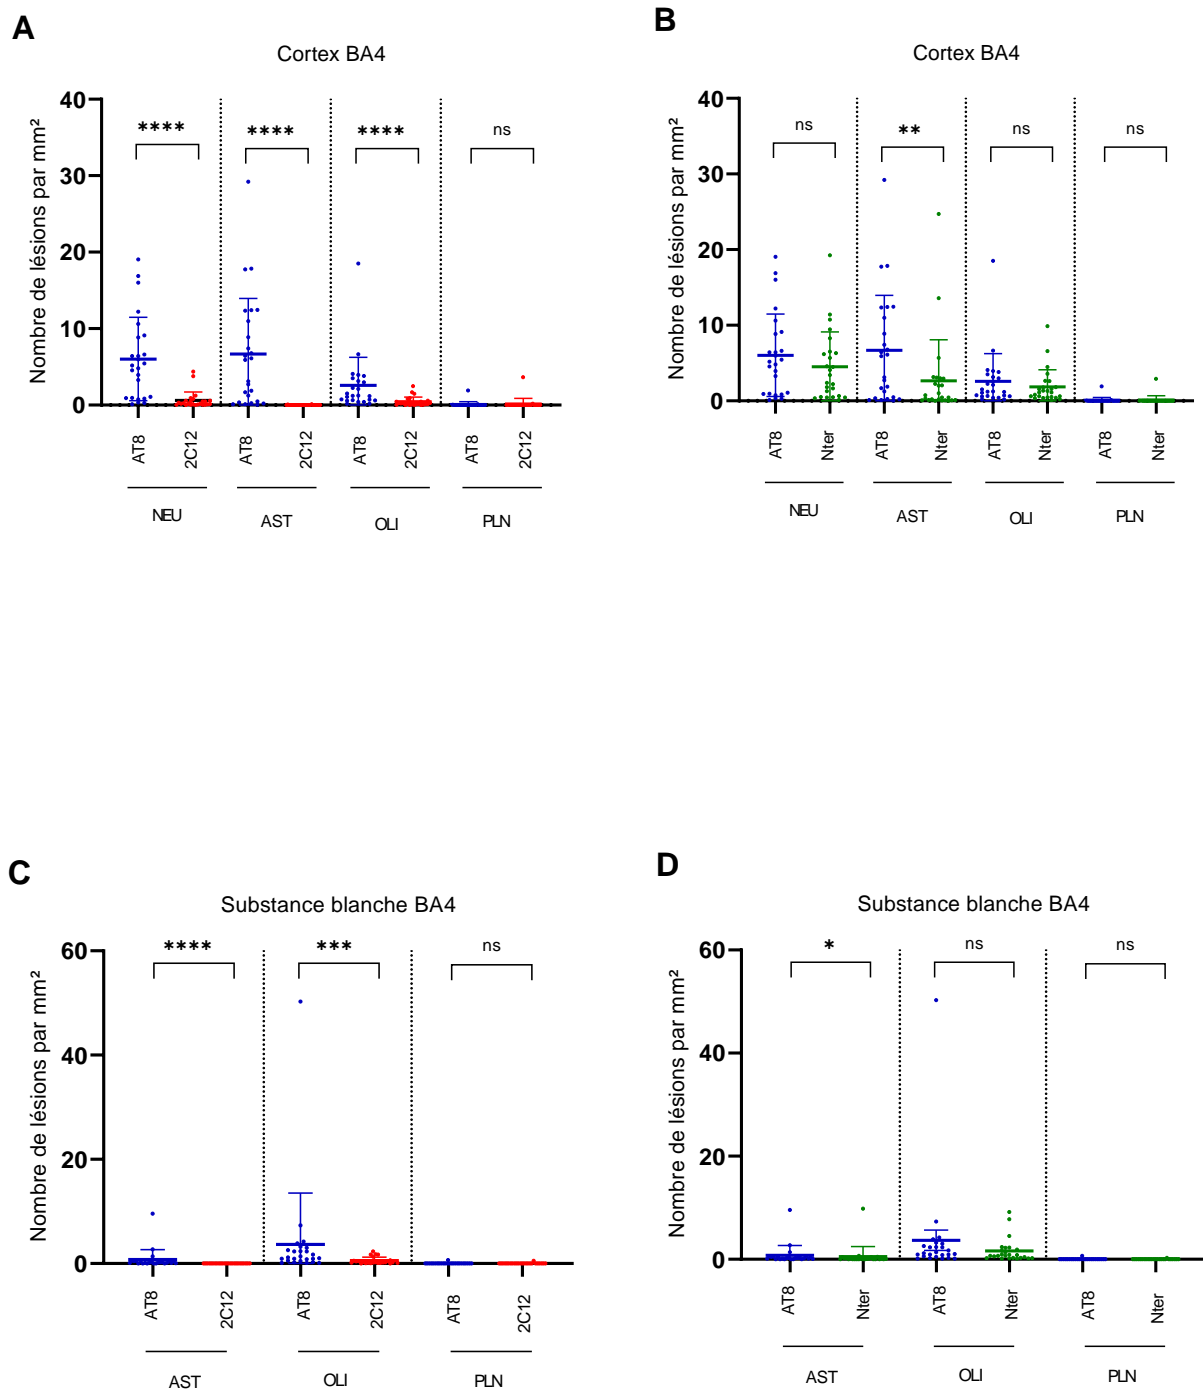 A
Cortex BA4
Nombre de lésions par mm²
40
30
20
10
0
**** **** **** ns
AT8 2C12 AT8 2C12 AT8 2C12 AT8 2C12
NEU AST OLI PLN
B
Cortex BA4
Nombre de lésions par mm²
40
30
20
10
0
ns ** ns ns
AT8 Nter AT8 Nter AT8 Nter AT8 Nter
NEU AST OLI PLN
C
Substance blanche BA4
Nombre de lésions par mm²
60
40
20
0
**** *** ns
AT8 2C12 AT8 2C12 AT8 2C12
AST OLI PLN
D
Substance blanche BA4
Nombre de lésions par mm²
60
40
20
0
* ns ns
AT8 Nter AT8 Nter AT8 Nter
AST OLI PLN